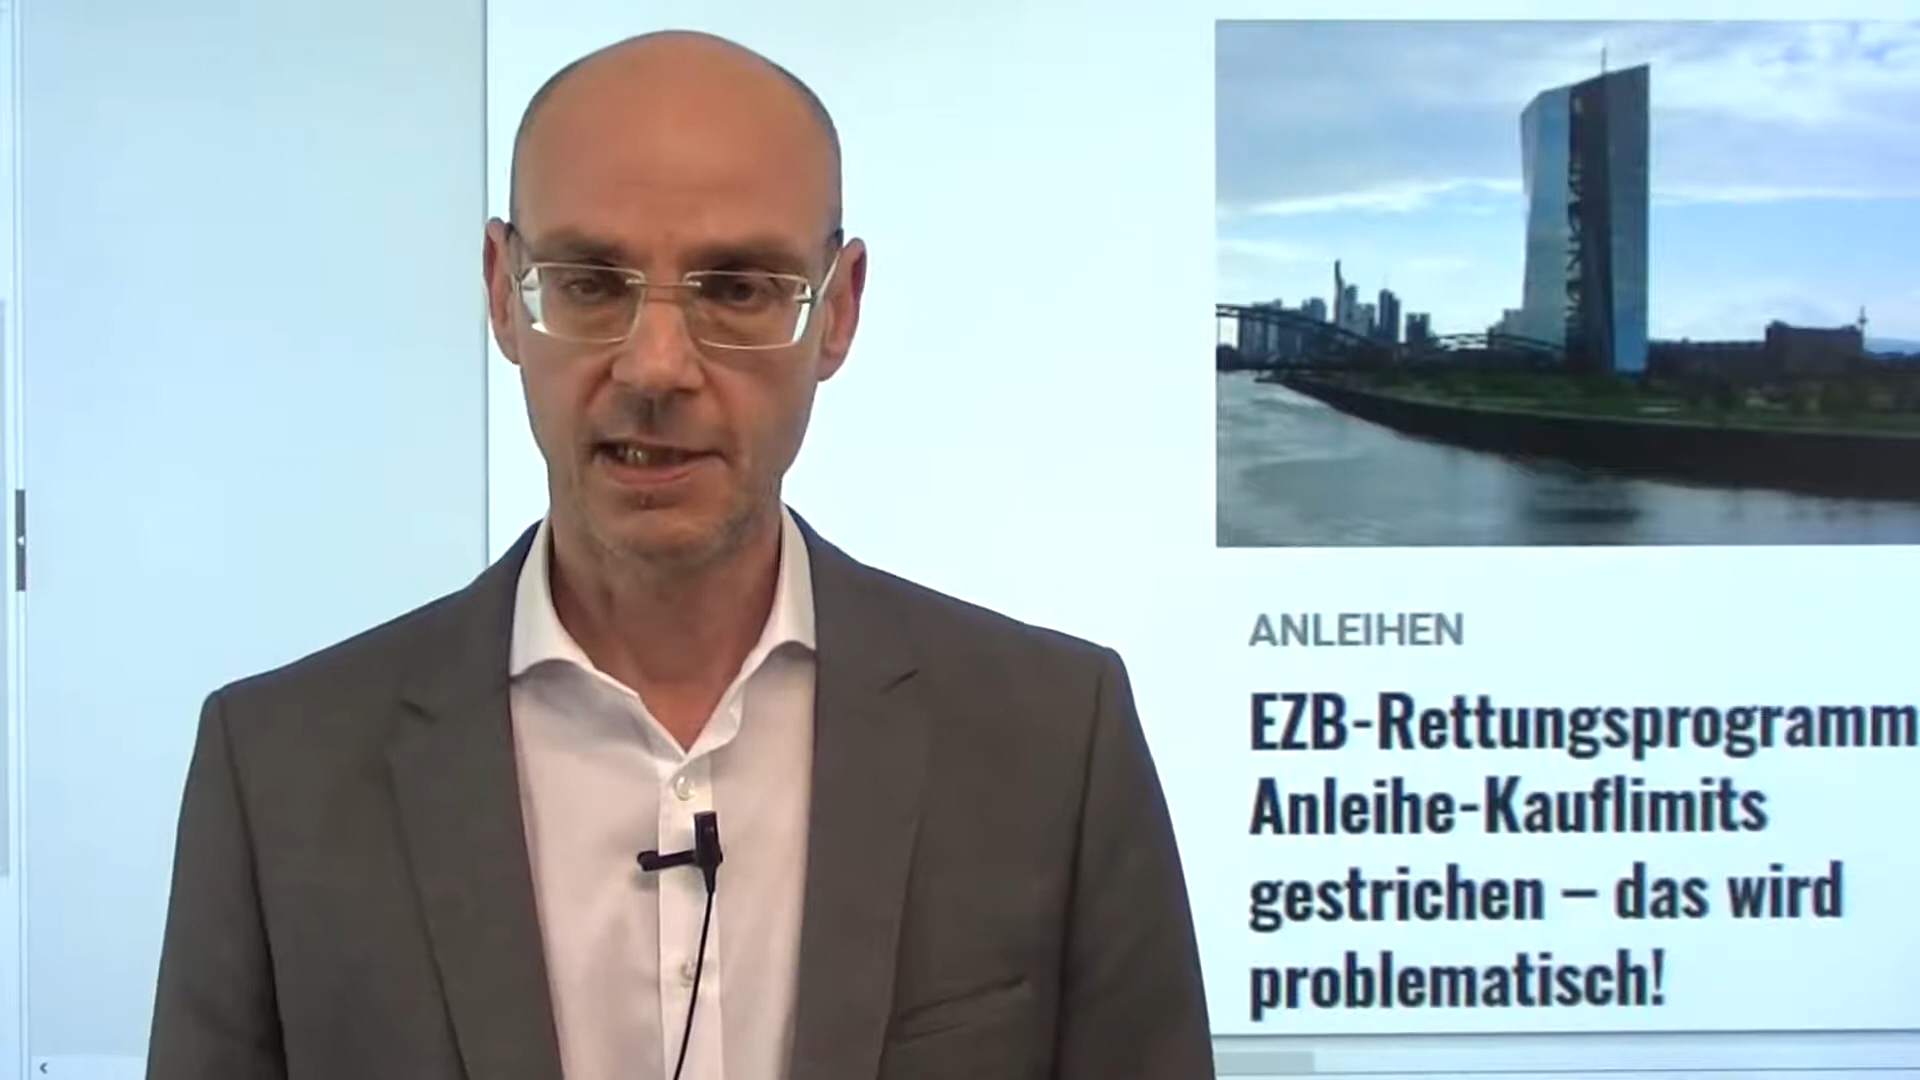 ANLEIHEN
EZB-Rettungsprogramm
Anleihe-Kauflimits
gestrichen – das wird
problematisch!